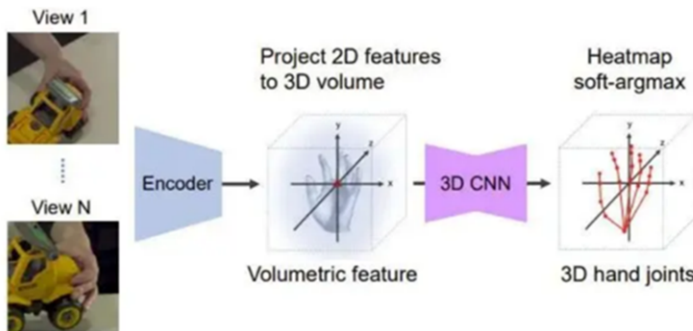 View 1
View N
Encoder
Project 2D features
to 3D volume
y
z
x
Volumetric feature
3D CNN
Heatmap
soft-argmax
y
z
x
3D hand joints